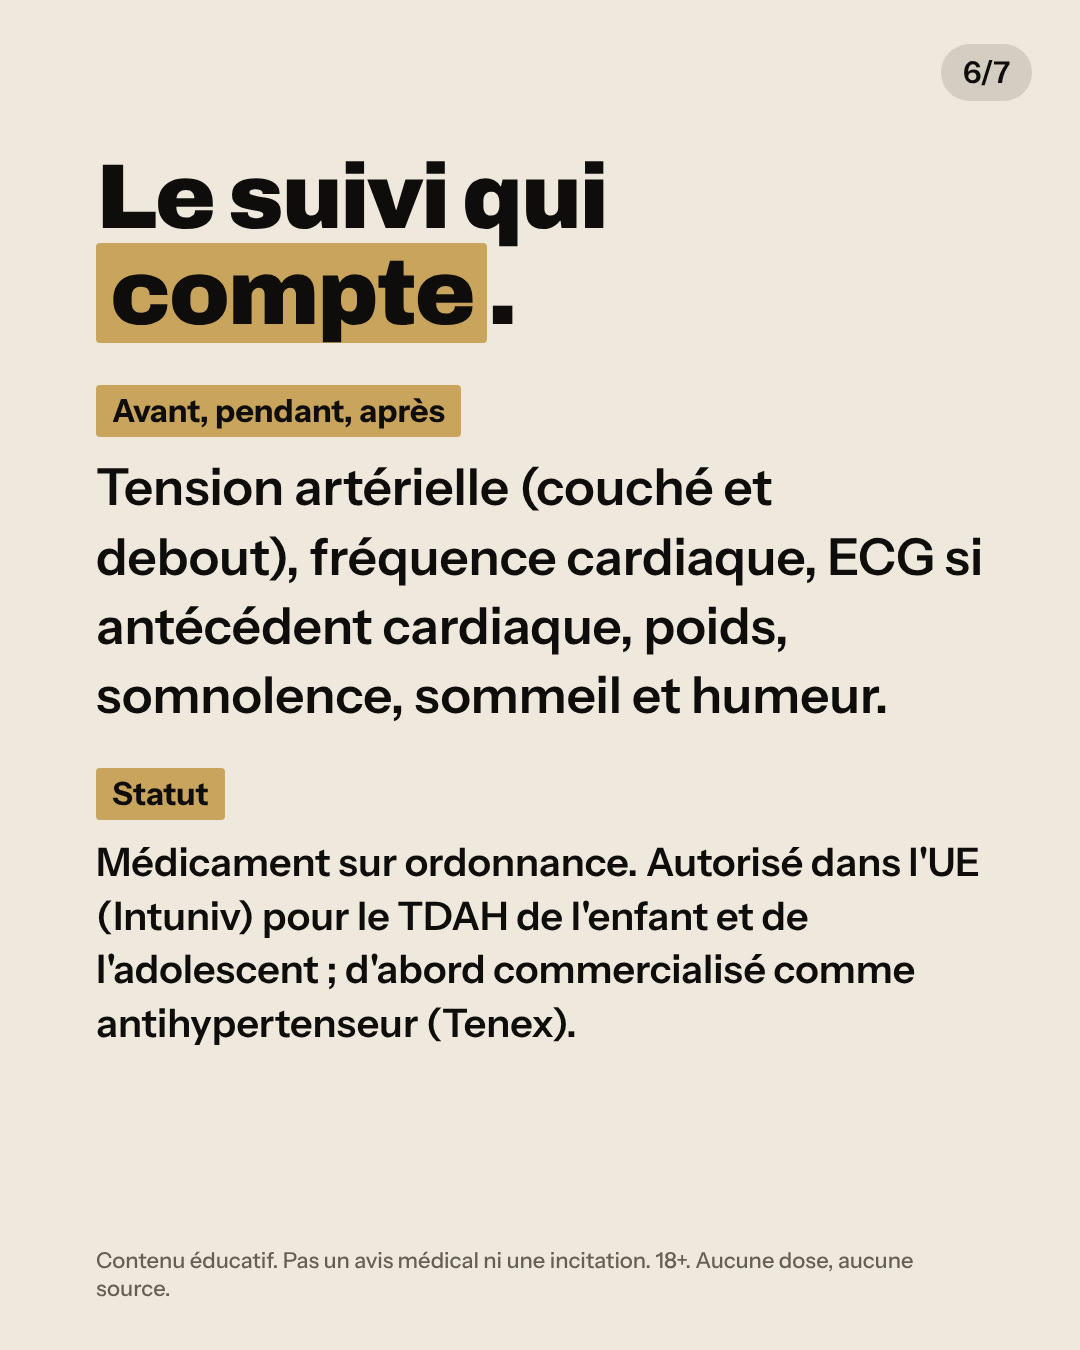 6/7
Le suivi qui
compte.
Avant, pendant, après
Tension artérielle (couché et
debout), fréquence cardiaque, ECG si
antécédent cardiaque, poids,
somnolence, sommeil et humeur.
Statut
Médicament sur ordonnance. Autorisé dans l'UE
(Intuniv) pour le TDAH de l'enfant et de
l'adolescent ; d'abord commercialisé comme
antihypertenseur (Tenex).
Contenu éducatif. Pas un avis médical ni une incitation. 18+. Aucune dose, aucune
source.